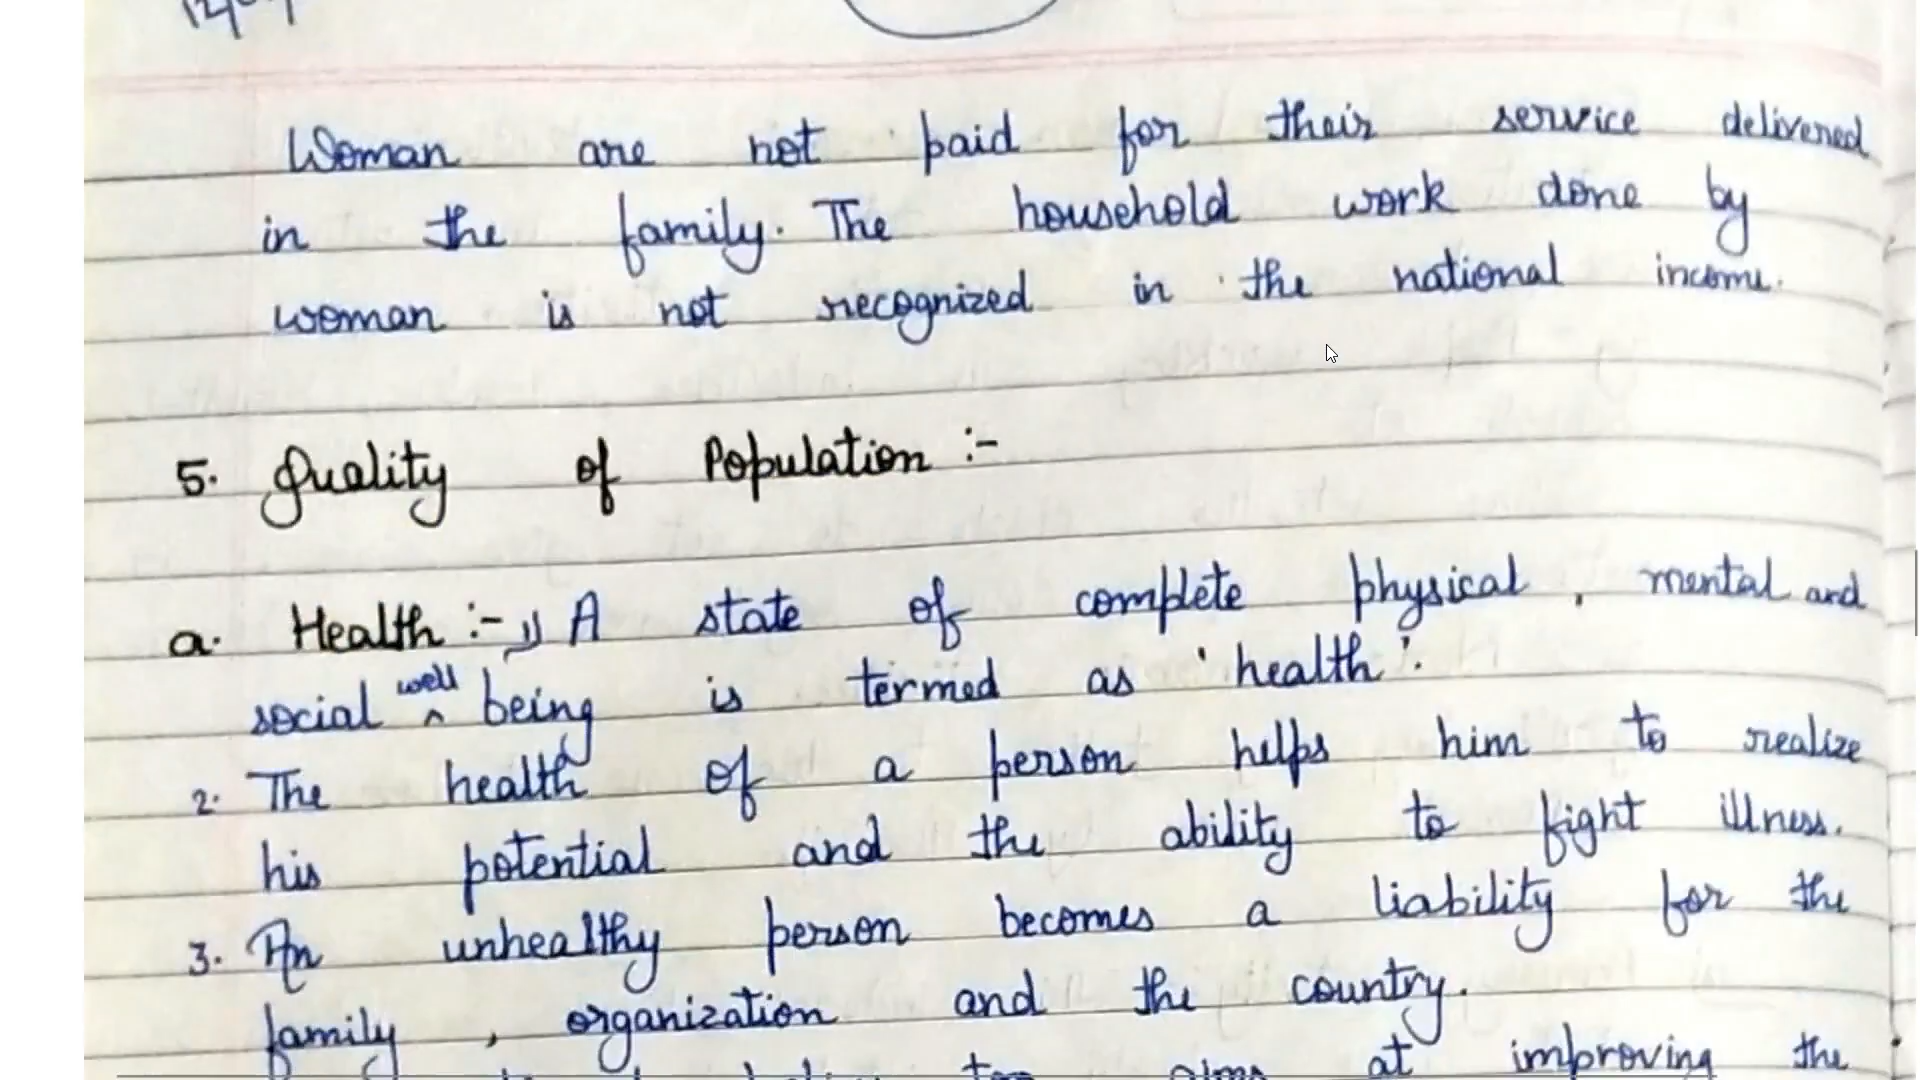 Woman are not paid for their service delivered
in the family. The household work done by
woman is not recognized in the national income.
5. Quality of Population :-
a. Health :- 1) A state of complete physical, mental and
social well ^ being is termed as 'health'.
2. The health of a person helps him to realize
his potential and the ability to fight illness.
3. An unhealthy person becomes a liability for the
family, organization and the country.
aims at improving the